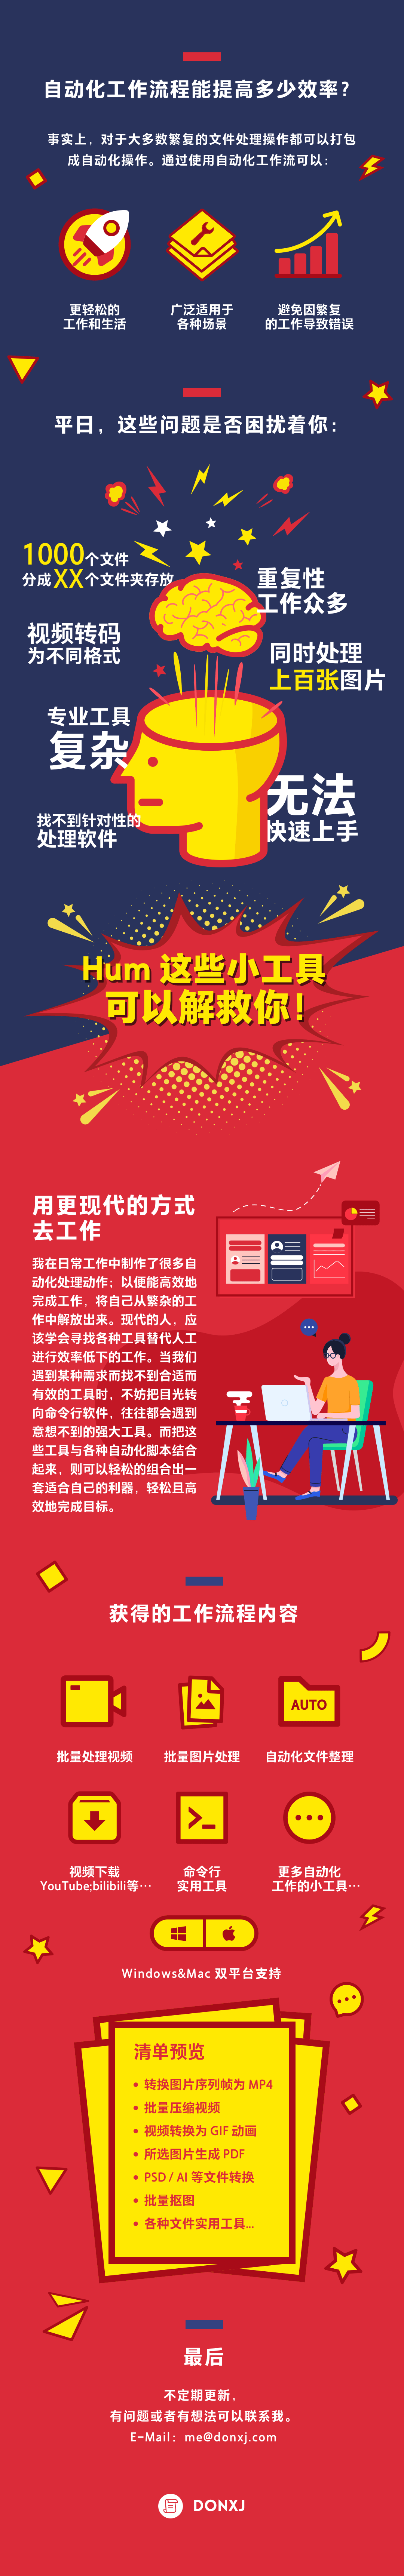 自动化工作流程能提高多少效率？
事实上，对于大多数繁复的文件处理操作都可以打包
成自动化操作。通过使用自动化工作流可以：
更轻松的
工作和生活
广泛适用于
各种场景
避免因繁复
的工作导致错误
平日，这些问题是否困扰着你：
1000个文件
分成XX个文件夹存放
重复性
工作众多
视频转码
为不同格式
同时处理
上百张图片
专业工具
复杂
无法
快速上手
找不到针对性的
处理软件
Hum 这些小工具
可以解救你！
用更现代的方式
去工作
我在日常工作中制作了很多自
动化处理动作；以便能高效地
完成工作，将自己从繁杂的工
作中解放出来。现代的人，应
该学会寻找各种工具替代人工
进行效率低下的工作。当我们
遇到某种需求而找不到合适而
有效的工具时，不妨把目光转
向命令行软件，往往都会遇到
意想不到的强大工具。而把这
些工具与各种自动化脚本结合
起来，则可以轻松的组合出一
套适合自己的利器，轻松且高
效地完成目标。
获得的工作流程内容
AUTO
批量处理视频
批量图片处理
自动化文件整理
视频下载
YouTube;bilibili等…
命令行
实用工具
更多自动化
工作的小工具…
Windows&Mac 双平台支持
清单预览
• 转换图片序列帧为 MP4
• 批量压缩视频
• 视频转换为 GIF 动画
• 所选图片生成 PDF
• PSD / AI 等文件转换
• 批量抠图
• 各种文件实用工具...
最后
不定期更新，
有问题或者有想法可以联系我。
E-Mail：me@donxj.com
DONXJ